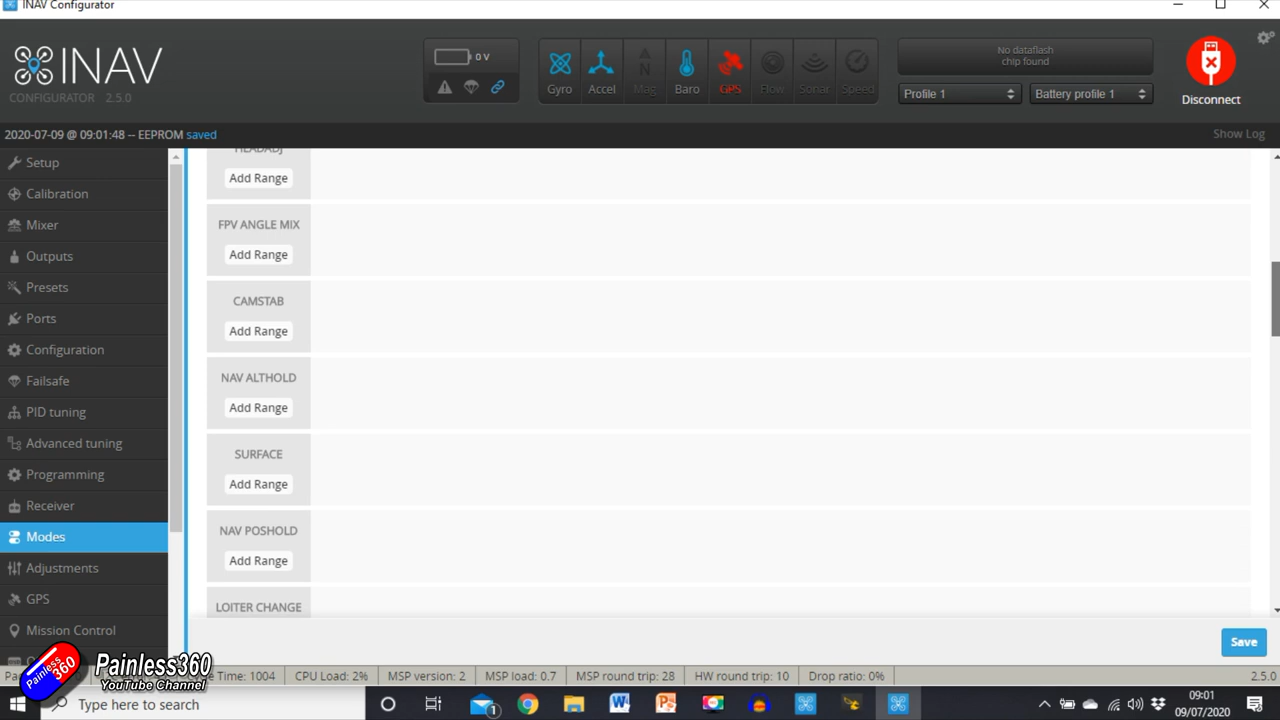 INAV Configurator
INAV
CONFIGURATOR 2.5.0
0 V
Gyro
Accel
Mag
Baro
GPS
Flow
Sonar
Speed
No dataflash
chip found
Profile 1
Battery profile 1
Disconnect
2020-07-09 @ 09:01:48 -- EEPROM saved
Show Log
Setup
Calibration
Mixer
Outputs
Presets
Ports
Configuration
Failsafe
PID tuning
Advanced tuning
Programming
Receiver
Modes
Adjustments
GPS
Mission Control
HEADADJ
Add Range
FPV ANGLE MIX
Add Range
CAMSTAB
Add Range
NAV ALTHOLD
Add Range
SURFACE
Add Range
NAV POSHOLD
Add Range
LOITER CHANGE
Save
Painless360
Painless360
YouTube Channel
Time: 1004
CPU Load: 2%
MSP version: 2
MSP load: 0.7
MSP round trip: 28
HW round trip: 10
Drop ratio: 0%
2.5.0
Type here to search
1
09:01
09/07/2020